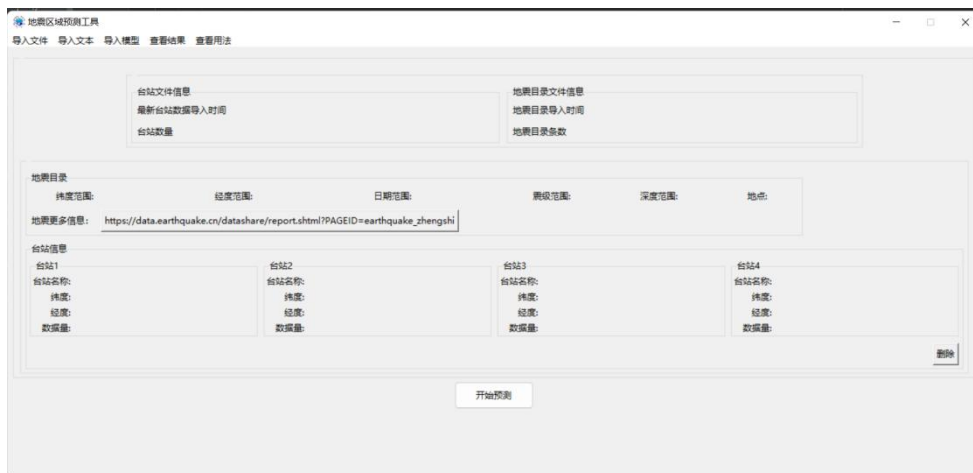 地震区域预测工具
导入文件 导入文本 导入模型 查看结果 查看用法
台站文件信息 地震目录文件信息
最新台站数据导入时间 地震目录导入时间
台站数量 地震目录条数
地震目录
纬度范围: 经度范围: 日期范围: 震级范围: 深度范围: 地点:
地震更多信息: https://data.earthquake.cn/datashare/report.shtml?PAGEID=earthquake_zhengshi
台站信息
台站1 台站2 台站3 台站4
台站名称: 台站名称: 台站名称: 台站名称:
纬度: 纬度: 纬度: 纬度:
经度: 经度: 经度: 经度:
数据量: 数据量: 数据量: 数据量:
删除
开始预测